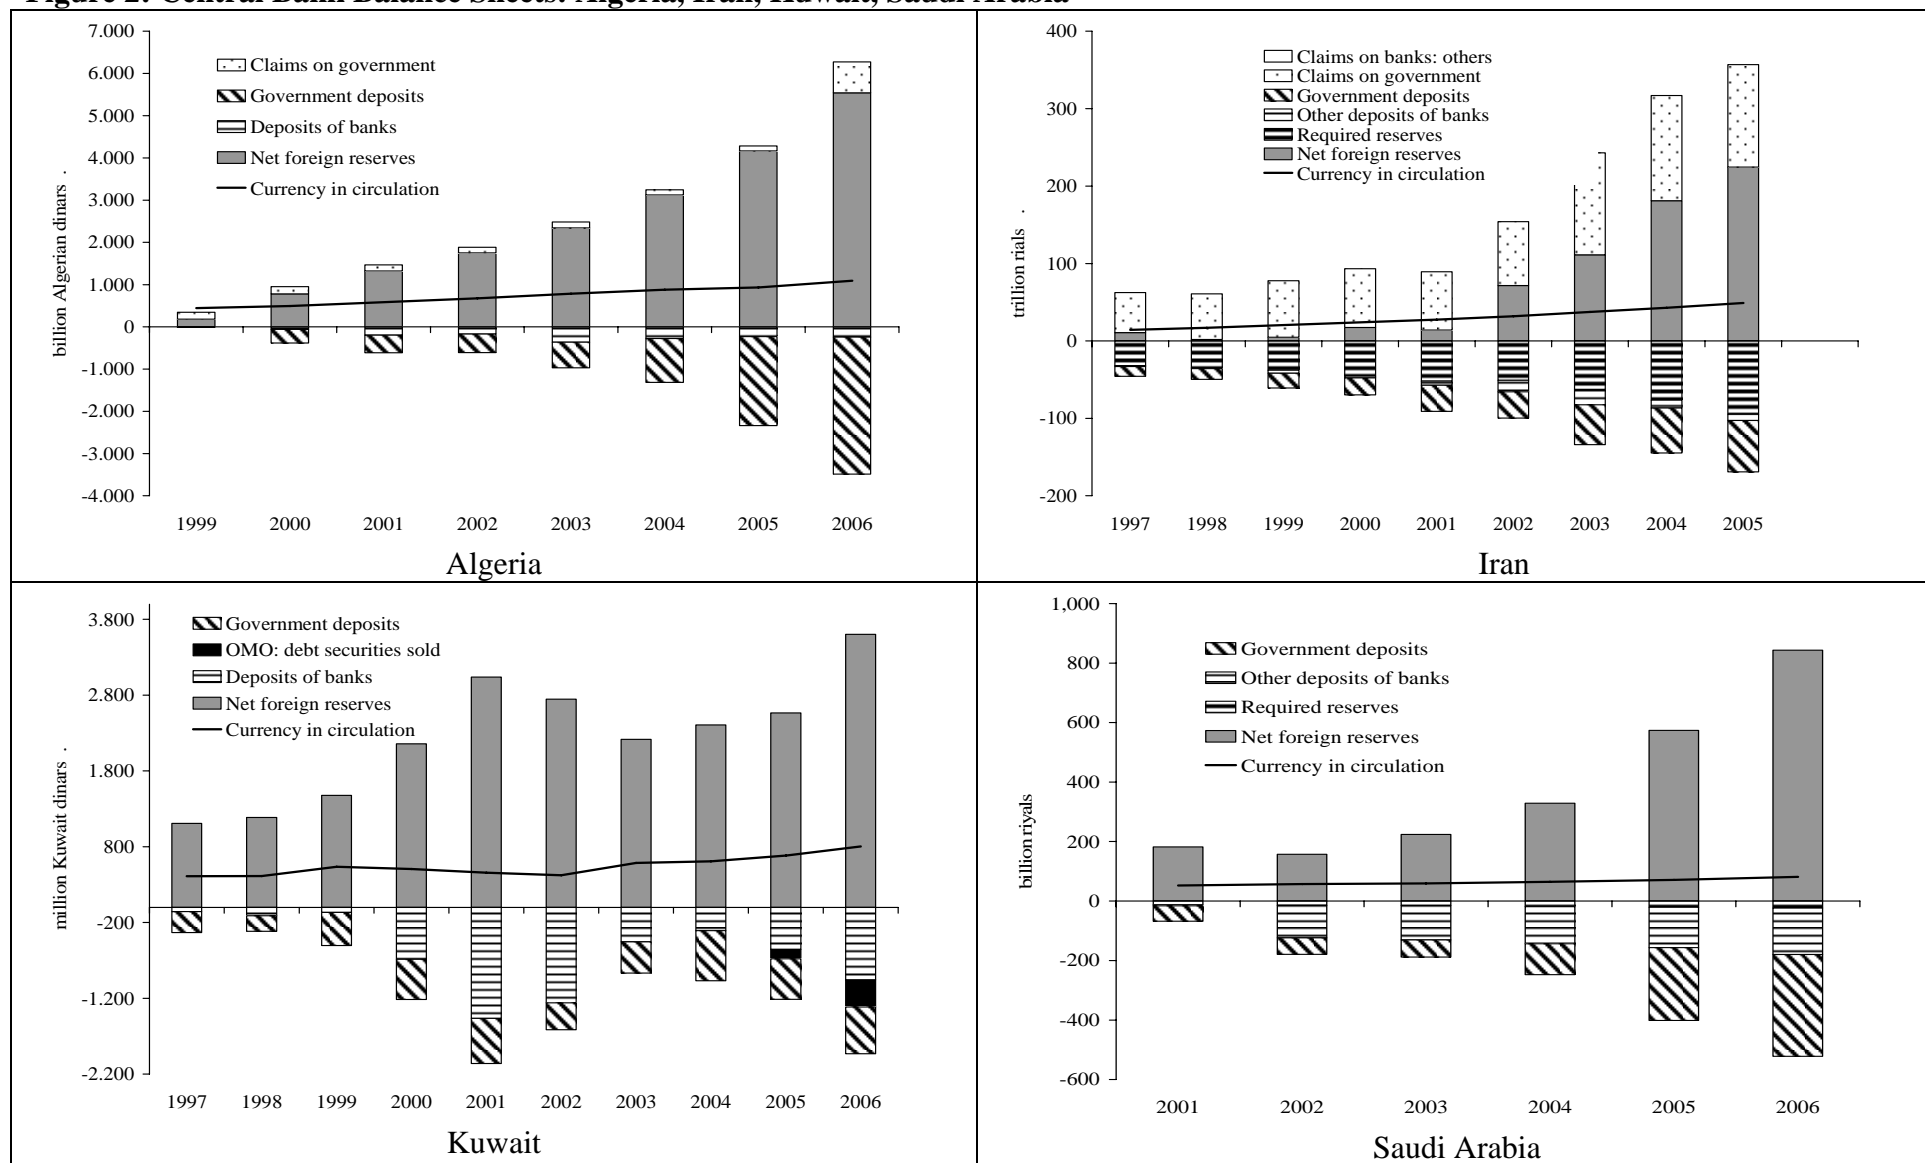 Figure 2: Central Bank Balance Sheets: Algeria, Iran, Kuwait, Saudi Arabia
7.000
6.000
5.000
4.000
3.000
2.000
1.000
0
-1.000
-2.000
-3.000
-4.000
billion Algerian dinars .
Claims on government
Government deposits
Deposits of banks
Net foreign reserves
Currency in circulation
1999 2000 2001 2002 2003 2004 2005 2006
Algeria
400
300
200
100
0
-100
-200
trillion rials .
Claims on banks: others
Claims on government
Government deposits
Other deposits of banks
Required reserves
Net foreign reserves
Currency in circulation
1997 1998 1999 2000 2001 2002 2003 2004 2005
Iran
3.800
2.800
1.800
800
-200
-1.200
-2.200
million Kuwait dinars .
Government deposits
OMO: debt securities sold
Deposits of banks
Net foreign reserves
Currency in circulation
1997 1998 1999 2000 2001 2002 2003 2004 2005 2006
Kuwait
1,000
800
600
400
200
0
-200
-400
-600
billion riyals
Government deposits
Other deposits of banks
Required reserves
Net foreign reserves
Currency in circulation
2001 2002 2003 2004 2005 2006
Saudi Arabia